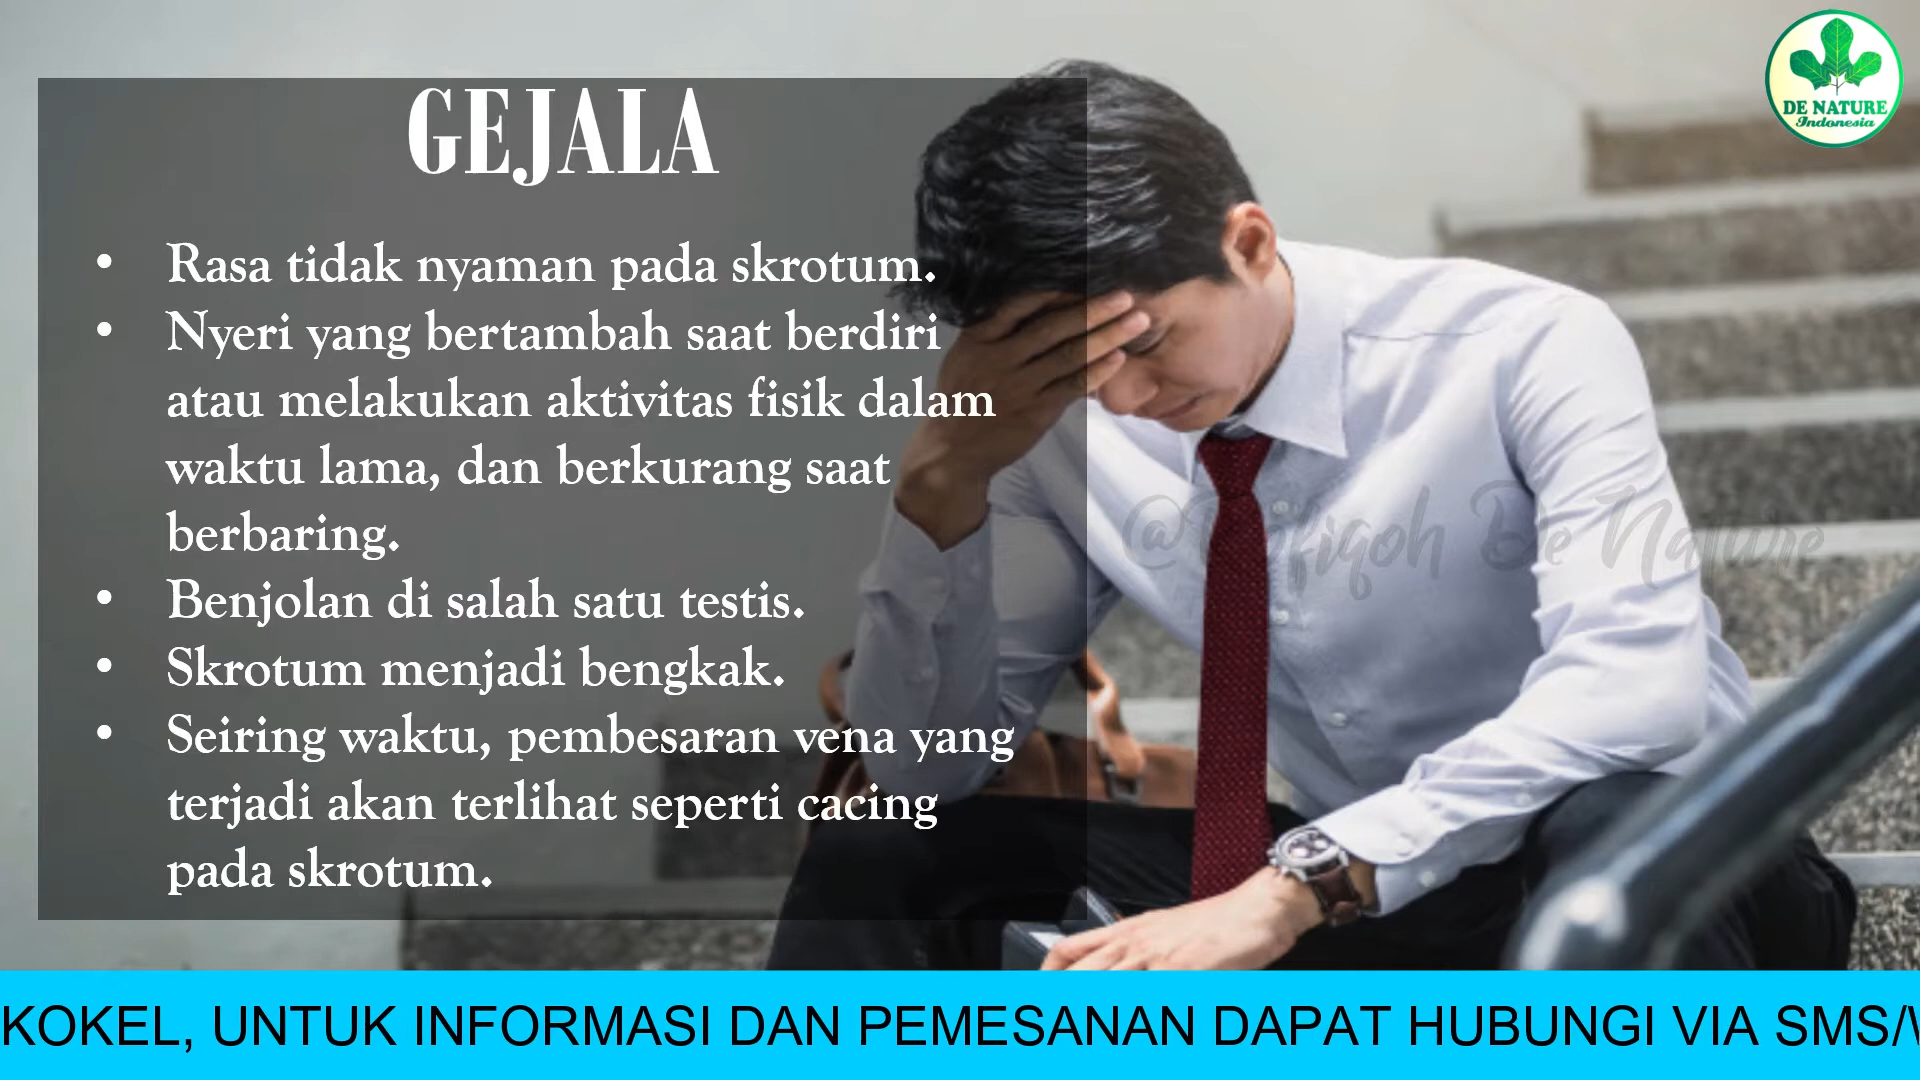 DE NATURE
Indonesia
GEJALA
• Rasa tidak nyaman pada skrotum.
• Nyeri yang bertambah saat berdiri
atau melakukan aktivitas fisik dalam
waktu lama, dan berkurang saat
berbaring.
• Benjolan di salah satu testis.
• Skrotum menjadi bengkak.
• Seiring waktu, pembesaran vena yang
terjadi akan terlihat seperti cacing
pada skrotum.
De Nature
KOKEL, UNTUK INFORMASI DAN PEMESANAN DAPAT HUBUNGI VIA SMS/